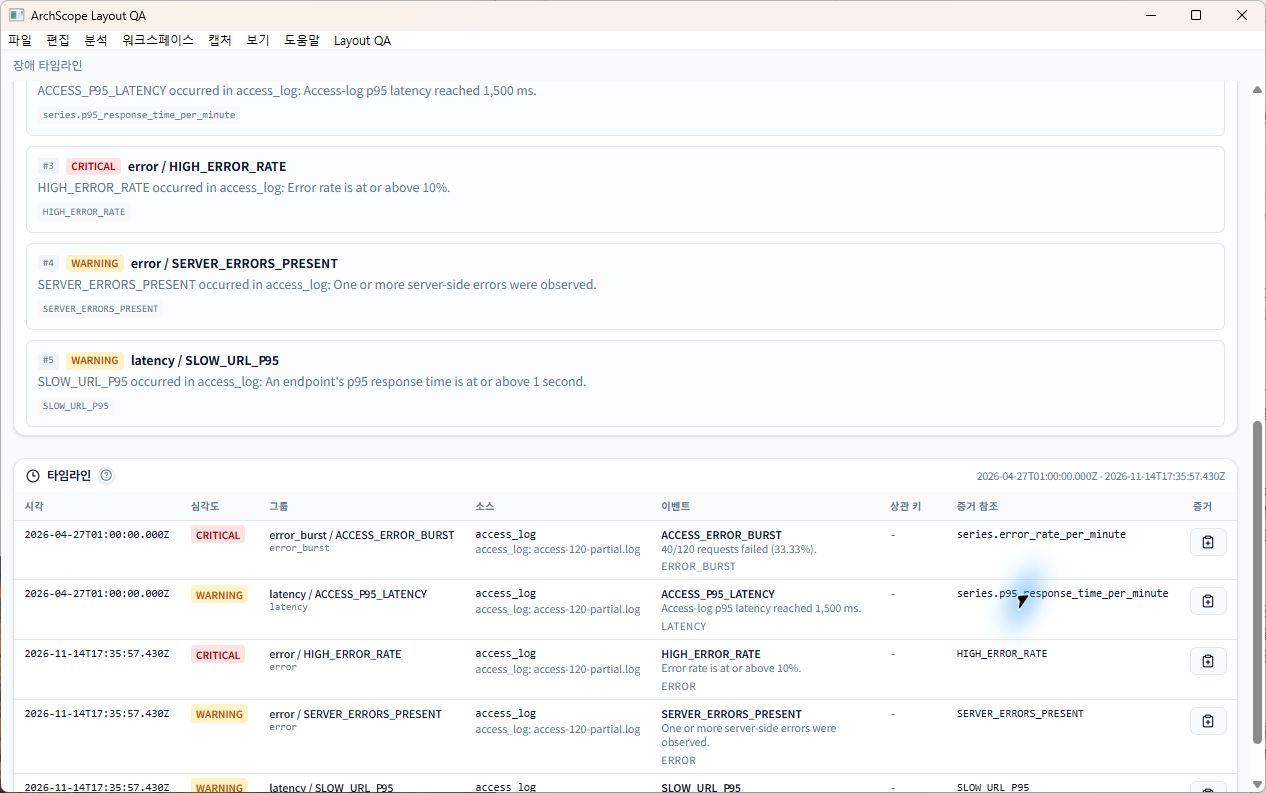 ArchScope Layout QA
파일 편집 분석 워크스페이스 캡처 보기 도움말 Layout QA
장애 타임라인
ACCESS_P95_LATENCY occurred in access_log: Access-log p95 latency reached 1,500 ms.
series.p95_response_time_per_minute
#3 CRITICAL error / HIGH_ERROR_RATE
HIGH_ERROR_RATE occurred in access_log: Error rate is at or above 10%.
HIGH_ERROR_RATE
#4 WARNING error / SERVER_ERRORS_PRESENT
SERVER_ERRORS_PRESENT occurred in access_log: One or more server-side errors were observed.
SERVER_ERRORS_PRESENT
#5 WARNING latency / SLOW_URL_P95
SLOW_URL_P95 occurred in access_log: An endpoint's p95 response time is at or above 1 second.
SLOW_URL_P95
타임라인 ? 2026-04-27T01:00:00.000Z - 2026-11-14T17:35:57.430Z
시각 심각도 그룹 소스 이벤트 상관 키 증거 참조 증거
2026-04-27T01:00:00.000Z CRITICAL error_burst / ACCESS_ERROR_BURST access_log ACCESS_ERROR_BURST - series.error_rate_per_minute
error_burst access_log: access-120-partial.log 40/120 requests failed (33.33%).
ERROR_BURST
2026-04-27T01:00:00.000Z WARNING latency / ACCESS_P95_LATENCY access_log ACCESS_P95_LATENCY - series.p95_response_time_per_minute
latency access_log: access-120-partial.log Access-log p95 latency reached 1,500 ms.
LATENCY
2026-11-14T17:35:57.430Z CRITICAL error / HIGH_ERROR_RATE access_log HIGH_ERROR_RATE - HIGH_ERROR_RATE
error access_log: access-120-partial.log Error rate is at or above 10%.
ERROR
2026-11-14T17:35:57.430Z WARNING error / SERVER_ERRORS_PRESENT access_log SERVER_ERRORS_PRESENT - SERVER_ERRORS_PRESENT
error access_log: access-120-partial.log One or more server-side errors were
observed.
ERROR
2026-11-14T17:35:57.430Z WARNING latency / SLOW_URL_P95 access_log SLOW_URL_P95 - SLOW_URL_P95